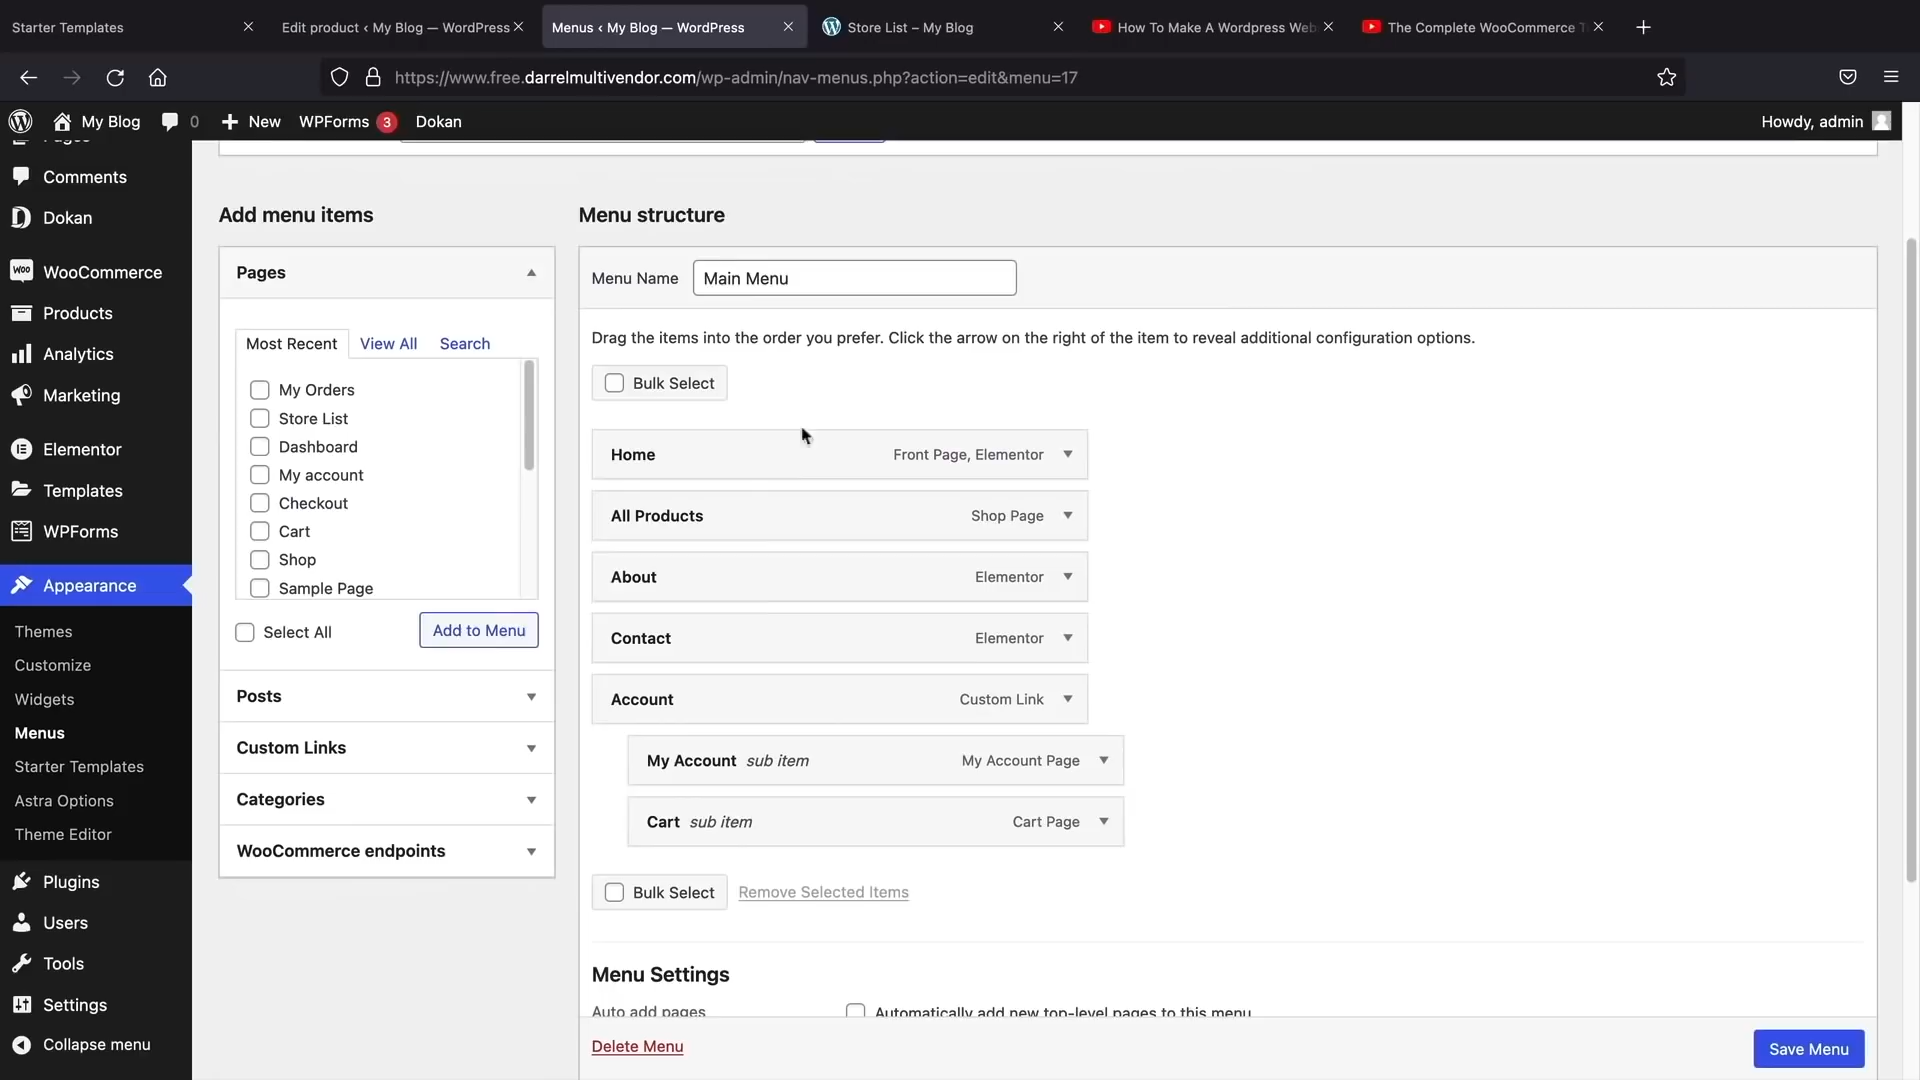 Starter Templates
Edit product ‹ My Blog — WordPress
Menus ‹ My Blog — WordPress
Store List – My Blog
How To Make A Wordpress Web
The Complete WooCommerce T
https://www.free.darrelmultivendor.com/wp-admin/nav-menus.php?action=edit&menu=17
My Blog
0
New
WPForms 3
Dokan
Howdy, admin
Pages
Comments
Dokan
WooCommerce
Products
Analytics
Marketing
Elementor
Templates
WPForms
Appearance
Themes
Customize
Widgets
Menus
Starter Templates
Astra Options
Theme Editor
Plugins
Users
Tools
Settings
Collapse menu
Add menu items
Pages
Most Recent
View All
Search
My Orders
Store List
Dashboard
My account
Checkout
Cart
Shop
Sample Page
Select All
Add to Menu
Posts
Custom Links
Categories
WooCommerce endpoints
Menu structure
Menu Name
Main Menu
Drag the items into the order you prefer. Click the arrow on the right of the item to reveal additional configuration options.
Bulk Select
Home Front Page, Elementor
All Products Shop Page
About Elementor
Contact Elementor
Account Custom Link
My Account sub item My Account Page
Cart sub item Cart Page
Bulk Select
Remove Selected Items
Menu Settings
Auto add pages
Automatically add new top-level pages to this menu
Delete Menu
Save Menu